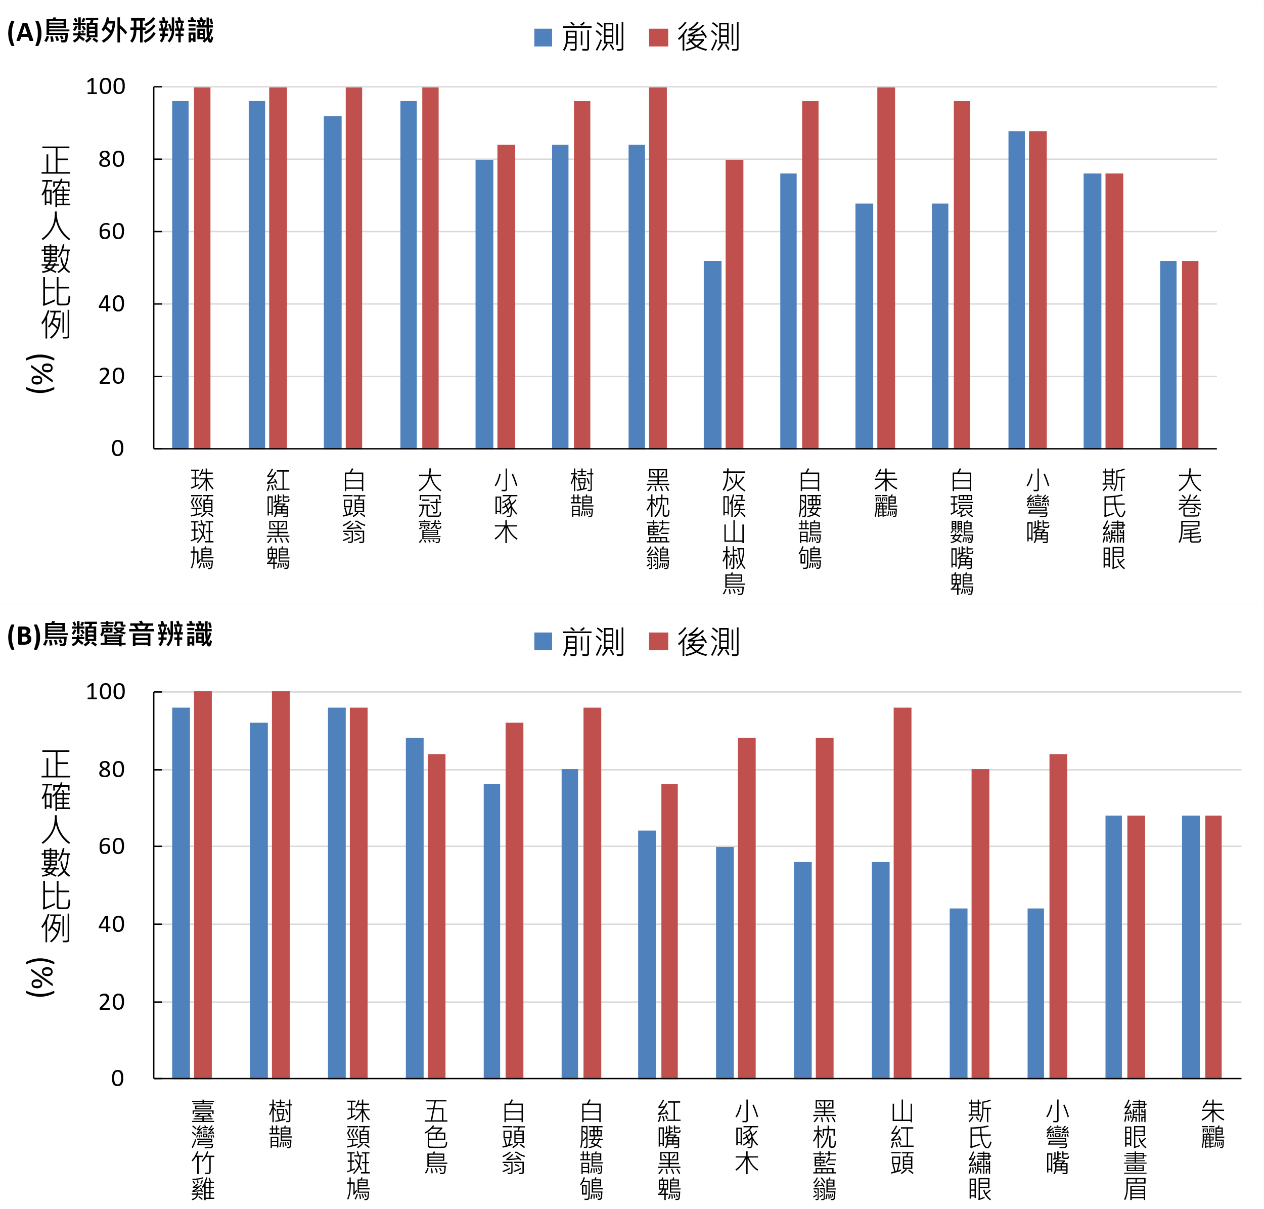 (A)鳥類外形辨識
前測 後測
正確人數比例 (%)
100
80
60
40
20
0
珠頸斑鳩
紅嘴黑鵯
白頭翁
大冠鷲
小啄木
樹鵲
黑枕藍鶲
灰喉山椒鳥
白腰鵲鴝
朱鸝
白環鸚嘴鵯
小彎嘴
斯氏繡眼
大卷尾
(B)鳥類聲音辨識
前測 後測
正確人數比例 (%)
100
80
60
40
20
0
臺灣竹雞
樹鵲
珠頸斑鳩
五色鳥
白頭翁
白腰鵲鴝
紅嘴黑鵯
小啄木
黑枕藍鶲
山紅頭
斯氏繡眼
小彎嘴
繡眼畫眉
朱鸝